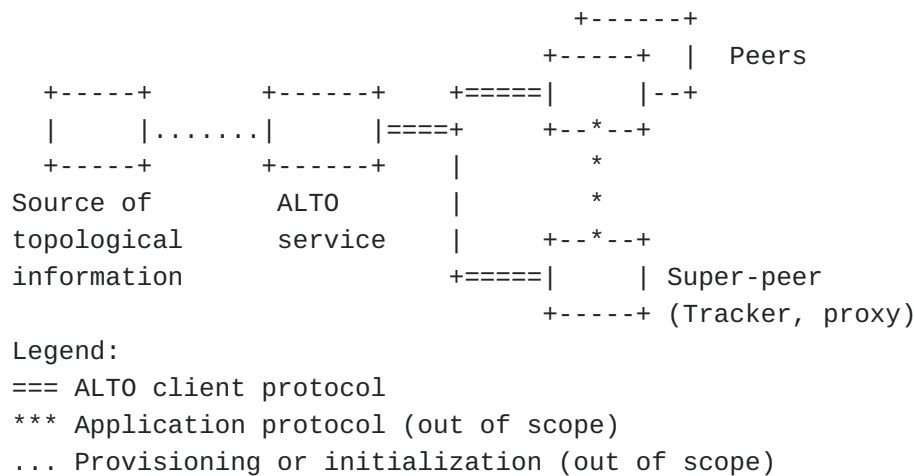 +------+
                                  +-----+  |  Peers
  +-----+       +------+    +=====|     |--+
  |     |.......|      |====+     +--*--+
  +-----+       +------+    |        *
Source of        ALTO       |        *
topological      service    |     +--*--+
information                 +=====|     | Super-peer
                                  +-----+ (Tracker, proxy)
Legend:
=== ALTO client protocol
*** Application protocol (out of scope)
... Provisioning or initialization (out of scope)